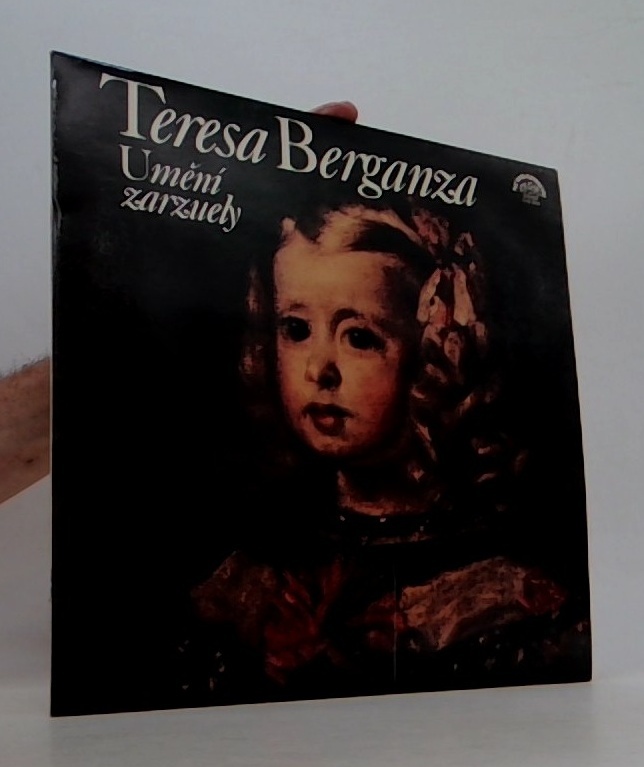 Teresa Berganza
Umění
zarzuely